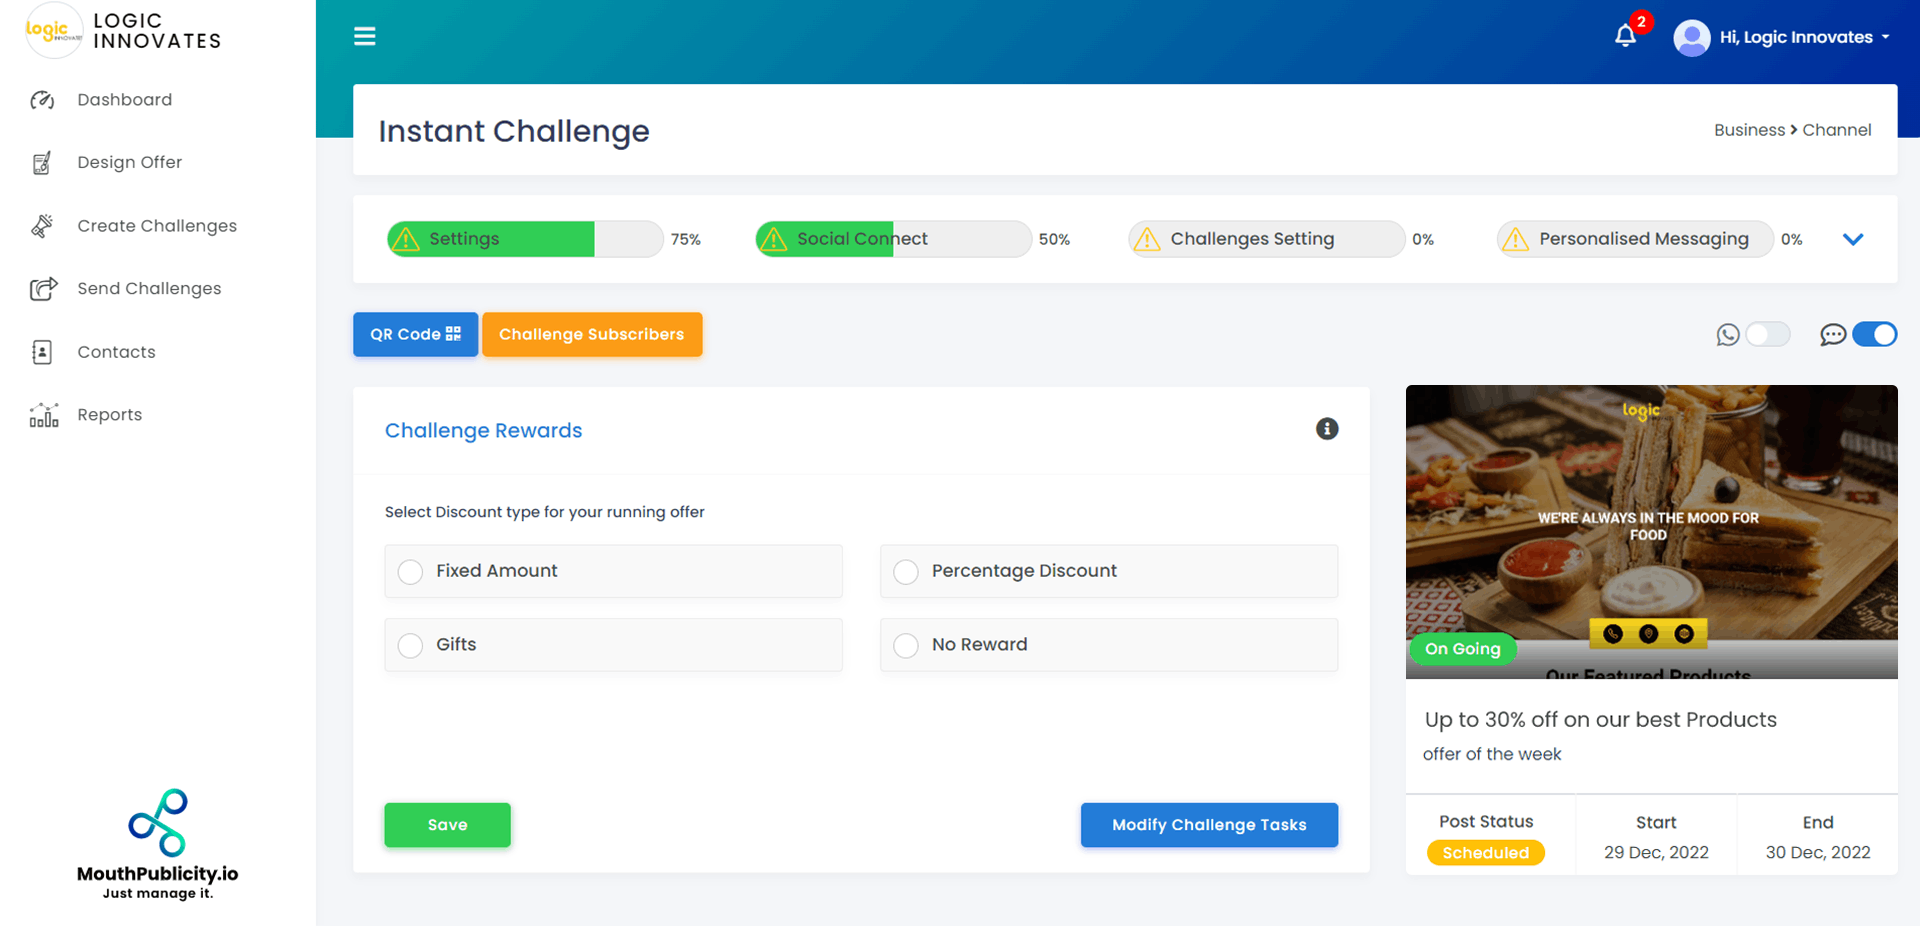 logic
INNOVATES
LOGIC
INNOVATES
Dashboard
Design Offer
Create Challenges
Send Challenges
Contacts
Reports
MouthPublicity.io
Just manage it.
2
Hi, Logic Innovates
Instant Challenge
Business > Channel
Settings 75%
Social Connect 50%
Challenges Setting 0%
Personalised Messaging 0%
QR Code
Challenge Subscribers
Challenge Rewards
Select Discount type for your running offer
Fixed Amount
Percentage Discount
Gifts
No Reward
Save
Modify Challenge Tasks
logic
WE'RE ALWAYS IN THE MOOD FOR
FOOD
On Going
Our Featured Products
Up to 30% off on our best Products
offer of the week
Post Status
Scheduled
Start
29 Dec, 2022
End
30 Dec, 2022